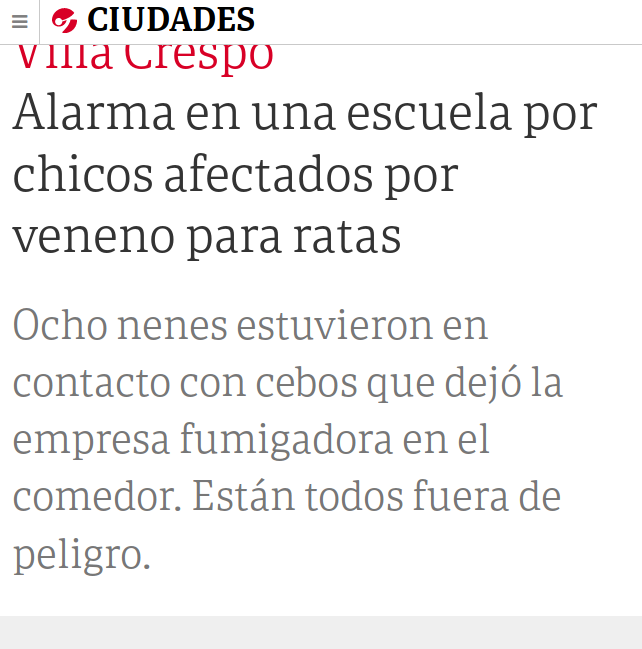 CIUDADES
Villa Crespo
Alarma en una escuela por
chicos afectados por
veneno para ratas
Ocho nenes estuvieron en
contacto con cebos que dejó la
empresa fumigadora en el
comedor. Están todos fuera de
peligro.